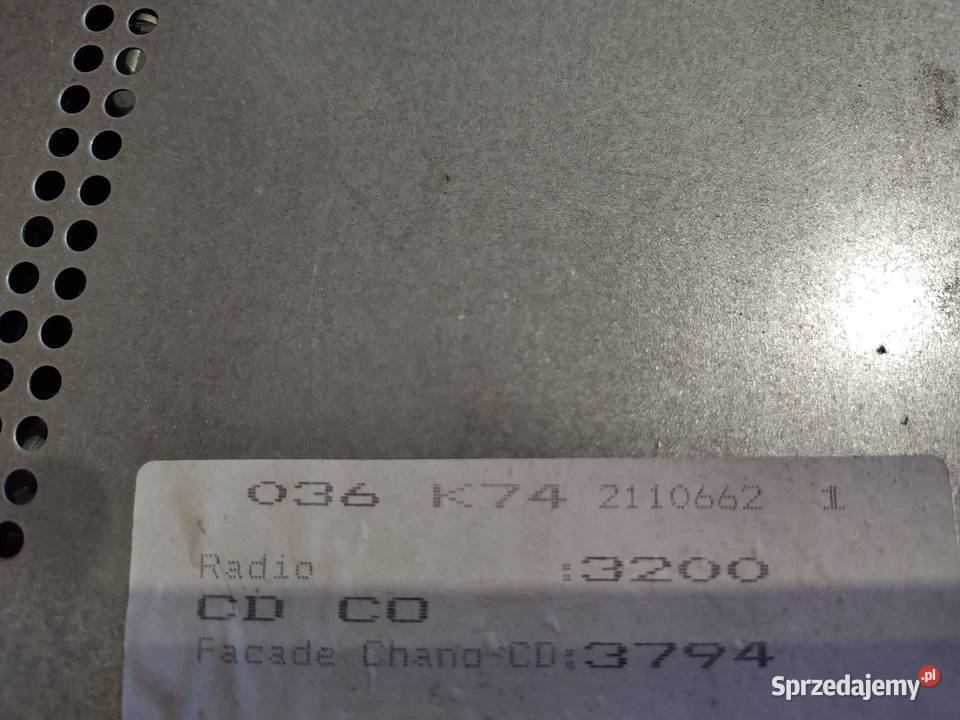 036 K74 2110662 1
Radio :3200
CD CO
Facade Chang CD:3794
Sprzedajemy.pl